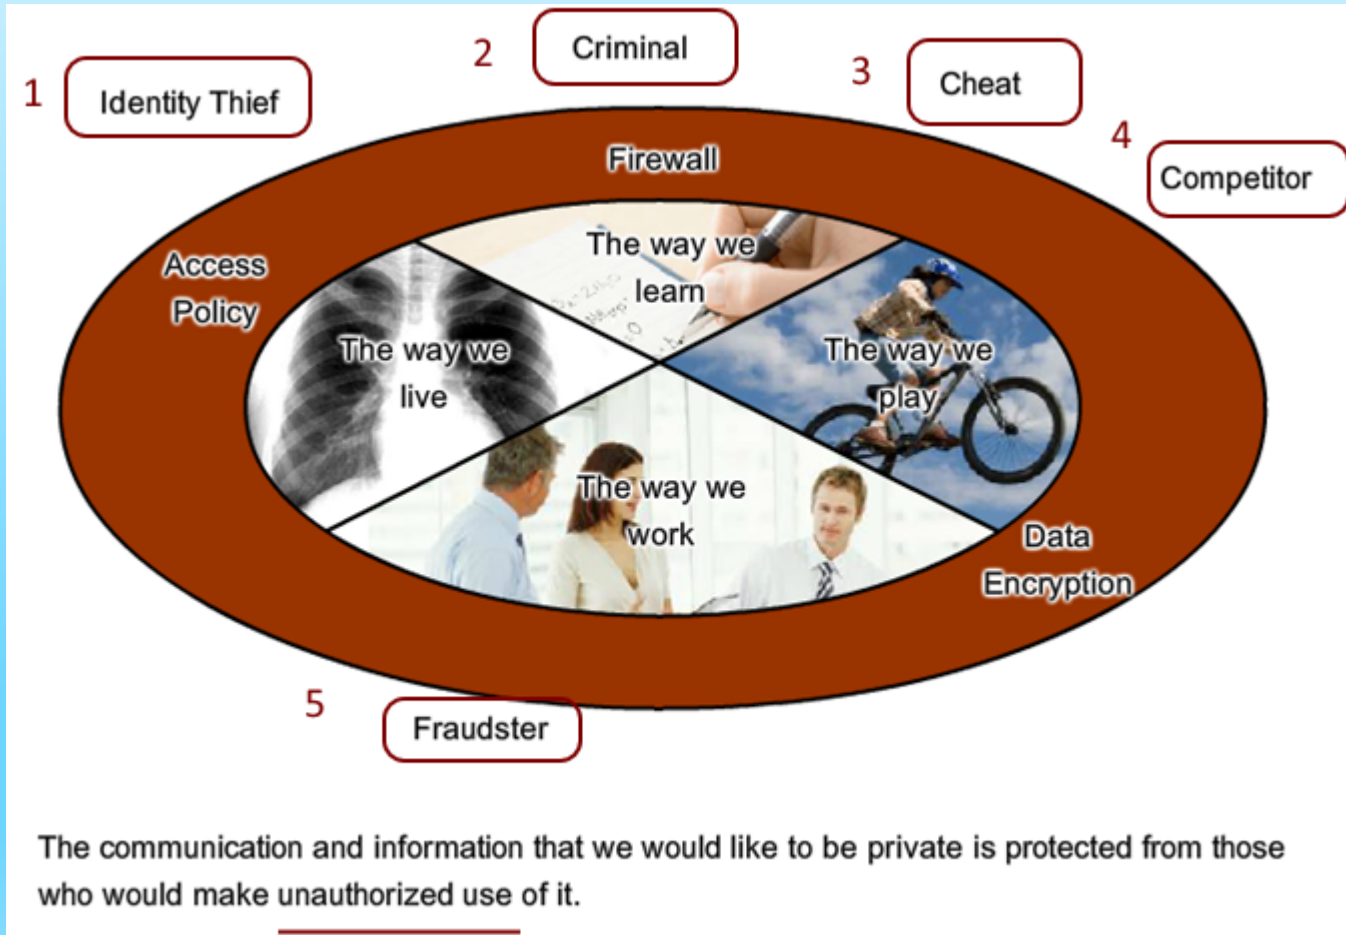 1
Identity Thief
2
Criminal
3
Cheat
4
Competitor
Firewall
Access
Policy
The way we
learn
The way we
live
The way we
play
The way we
work
Data
Encryption
5
Fraudster
The communication and information that we would like to be private is protected from those
who would make unauthorized use of it.